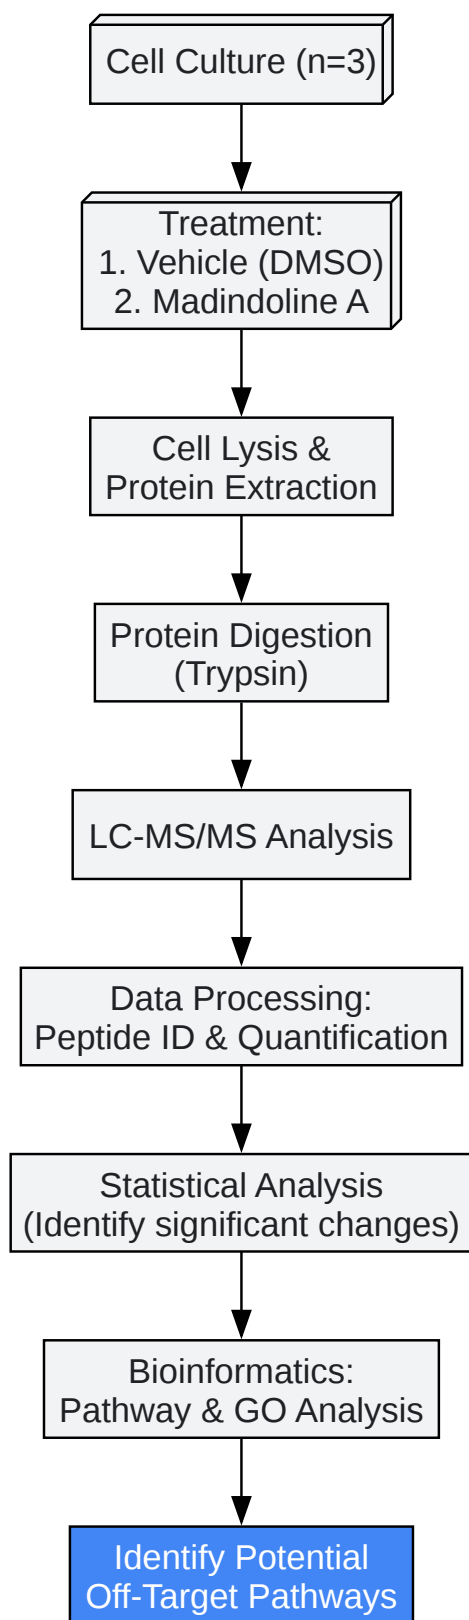 Cell Culture (n=3)
Treatment:
1. Vehicle (DMSO)
2. Madindoline A
Cell Lysis &
Protein Extraction
Protein Digestion
(Trypsin)
LC-MS/MS Analysis
Data Processing:
Peptide ID & Quantification
Statistical Analysis
(Identify significant changes)
Bioinformatics:
Pathway & GO Analysis
Identify Potential
Off-Target Pathways